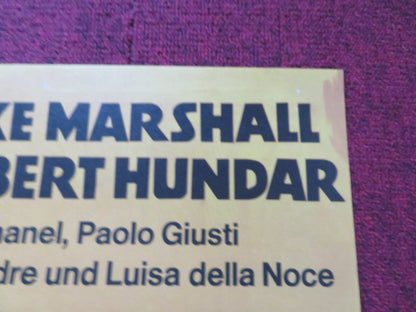 KE MARSHALL
BERT HUNDAR
hanel, Paolo Giusti
dre und Luisa della Noce